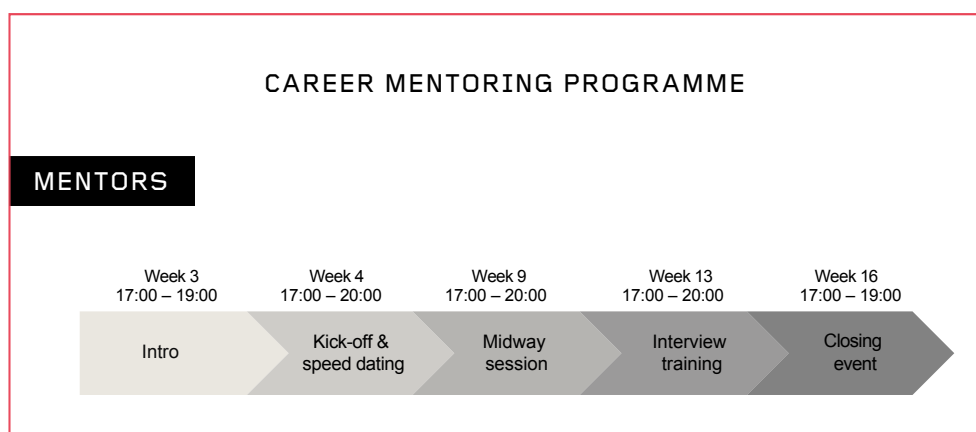 CAREER MENTORING PROGRAMME
MENTORS
Week 3
17:00 – 19:00
Week 4
17:00 – 20:00
Week 9
17:00 – 20:00
Week 13
17:00 – 20:00
Week 16
17:00 – 19:00
Intro
Kick-off &
speed dating
Midway
session
Interview
training
Closing
event